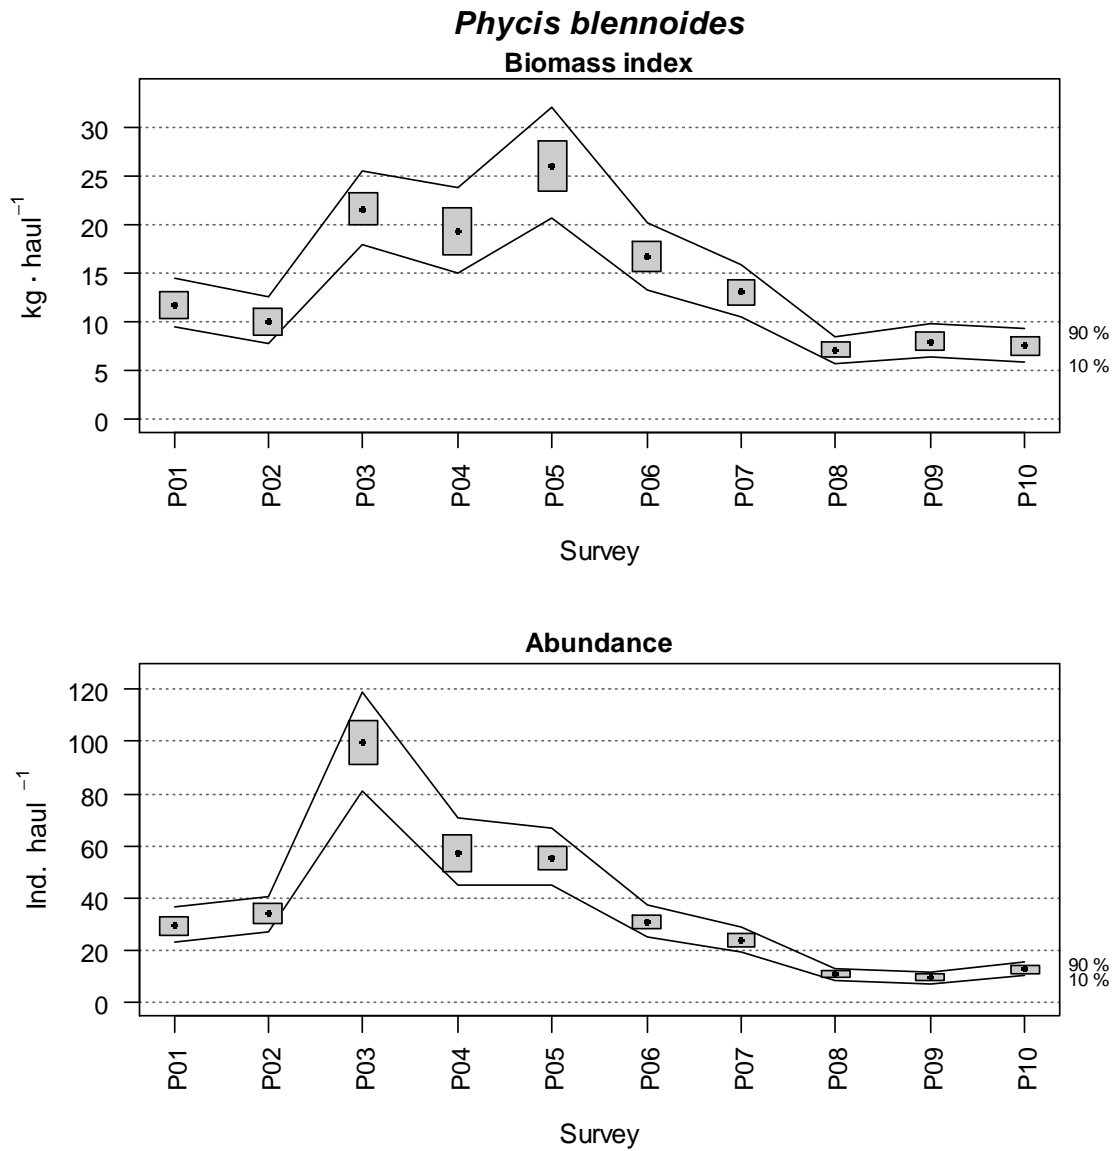 Phycis blennoides
Biomass index
30
25
20
15
10
5
0
kg · haul⁻¹
90 %
10 %
P01 P02 P03 P04 P05 P06 P07 P08 P09 P10
Survey
Abundance
120
100
80
60
40
20
0
Ind. haul ⁻¹
90 %
10 %
P01 P02 P03 P04 P05 P06 P07 P08 P09 P10
Survey